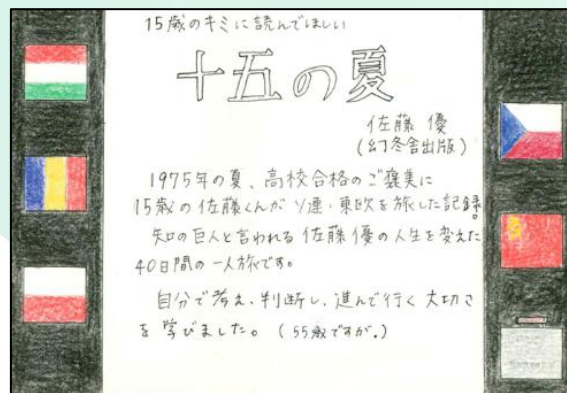 15歳のキミに読んでほしい
十五の夏
佐藤 優
(幻冬舎出版)
1975年の夏、高校合格のご褒美に
15歳の佐藤くんがソ連・東欧を旅した記録。
知の巨人と言われる佐藤優の人生を変えた
40日間の一人旅です。
自分で考え、判断し、進んで行く大切さ
を学びました。(55歳ですが。)